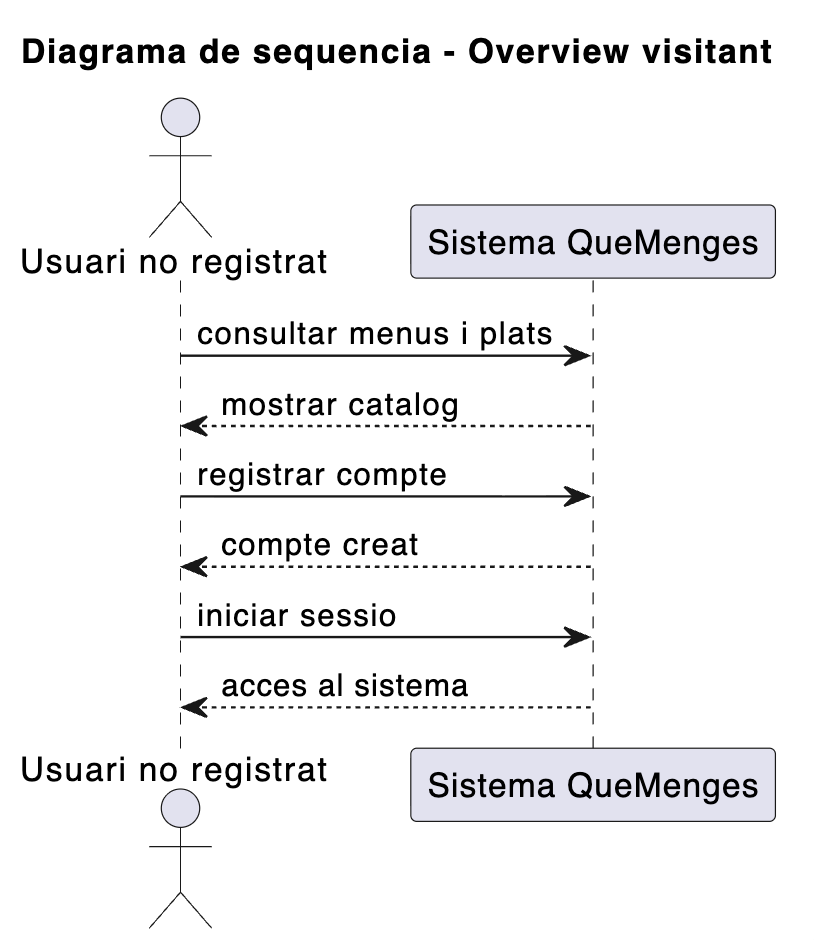 Diagrama de sequencia - Overview visitant
Usuari no registrat
Sistema QueMenges
consultar menus i plats
mostrar catalog
registrar compte
compte creat
iniciar sessio
acces al sistema
Usuari no registrat
Sistema QueMenges